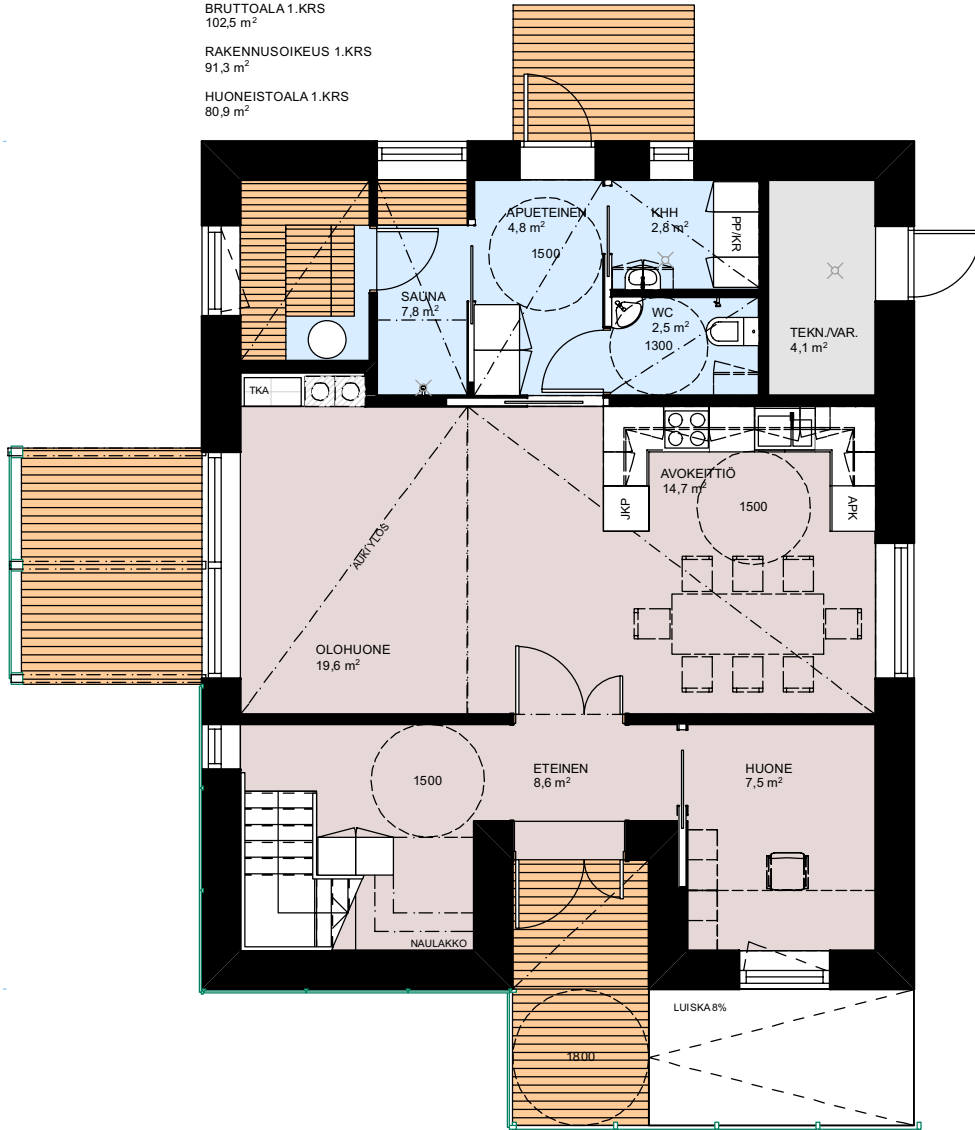 BRUTTOALA 1.KRS
102,5 m²
RAKENNUSOIKEUS 1.KRS
91,3 m²
HUONEISTOALA 1.KRS
80,9 m²
APUETEINEN
4,8 m²
1500
KHH
2,8 m²
PP/KR
SAUNA
7,8 m²
WC
2,5 m²
1300
TEKN./VAR.
4,1 m²
TKA
AVOKEITTIÖ
14,7 m²
JKP
1500
APK
AUKI YLÖS
OLOHUONE
19,6 m²
1500
ETEINEN
8,6 m²
HUONE
7,5 m²
NAULAKKO
LUISKA 8%
1800